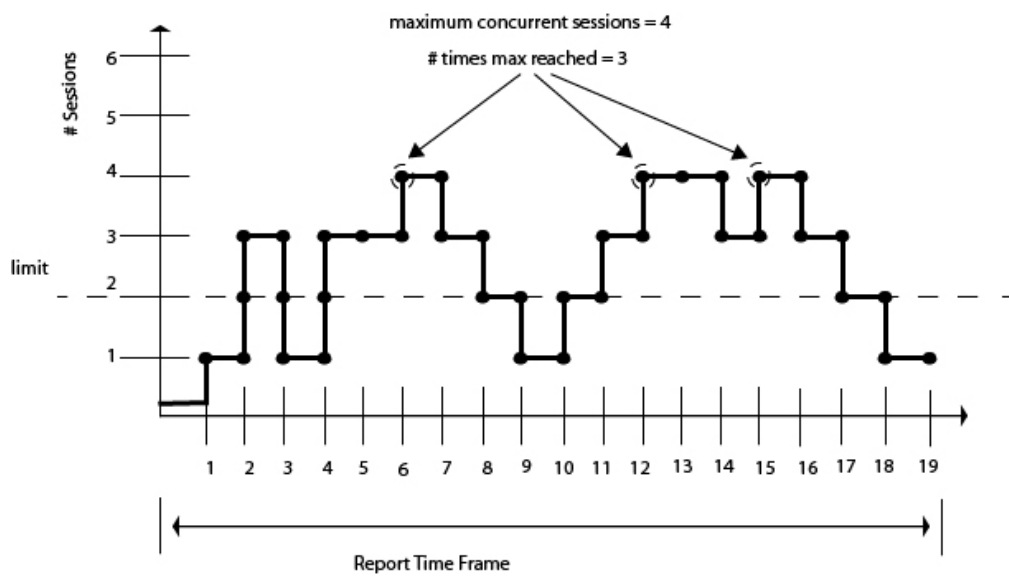 maximum concurrent sessions = 4
# times max reached = 3
# Sessions
6
5
4
3
limit
2
1
1 2 3 4 5 6 7 8 9 10 11 12 13 14 15 16 17 18 19
Report Time Frame